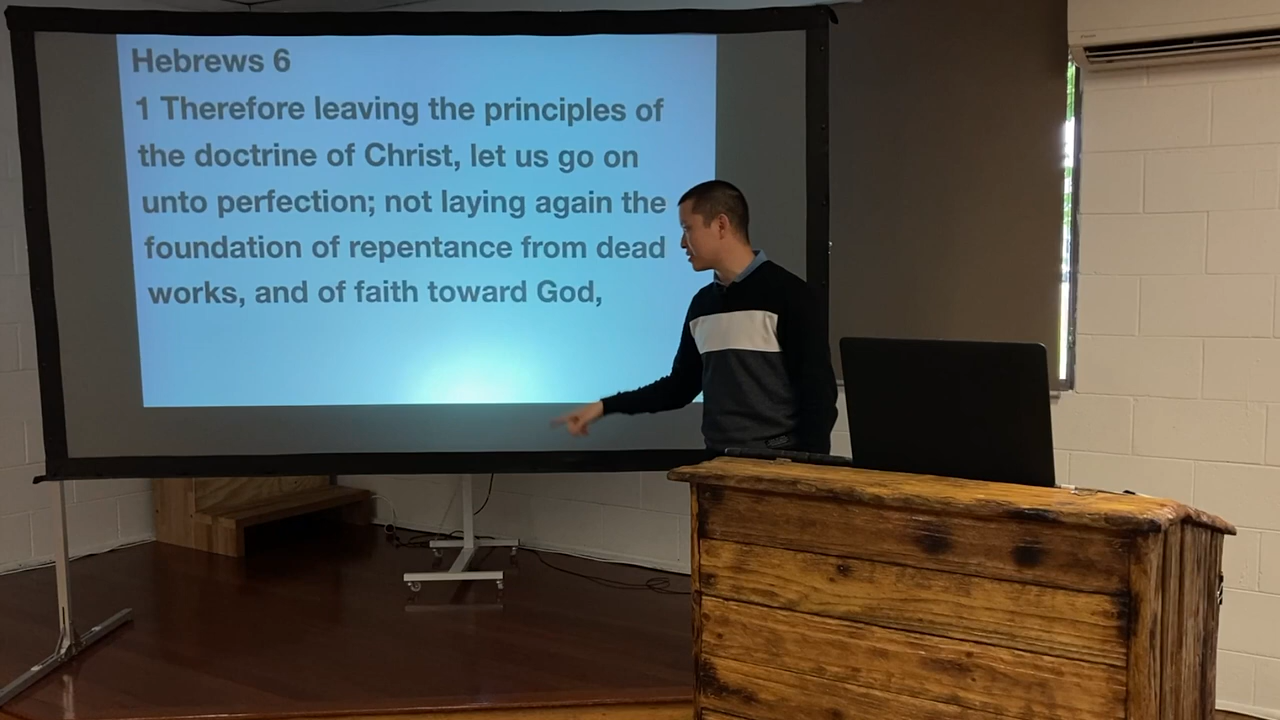 Hebrews 6
1 Therefore leaving the principles of
the doctrine of Christ, let us go on
unto perfection; not laying again the
foundation of repentance from dead
works, and of faith toward God,